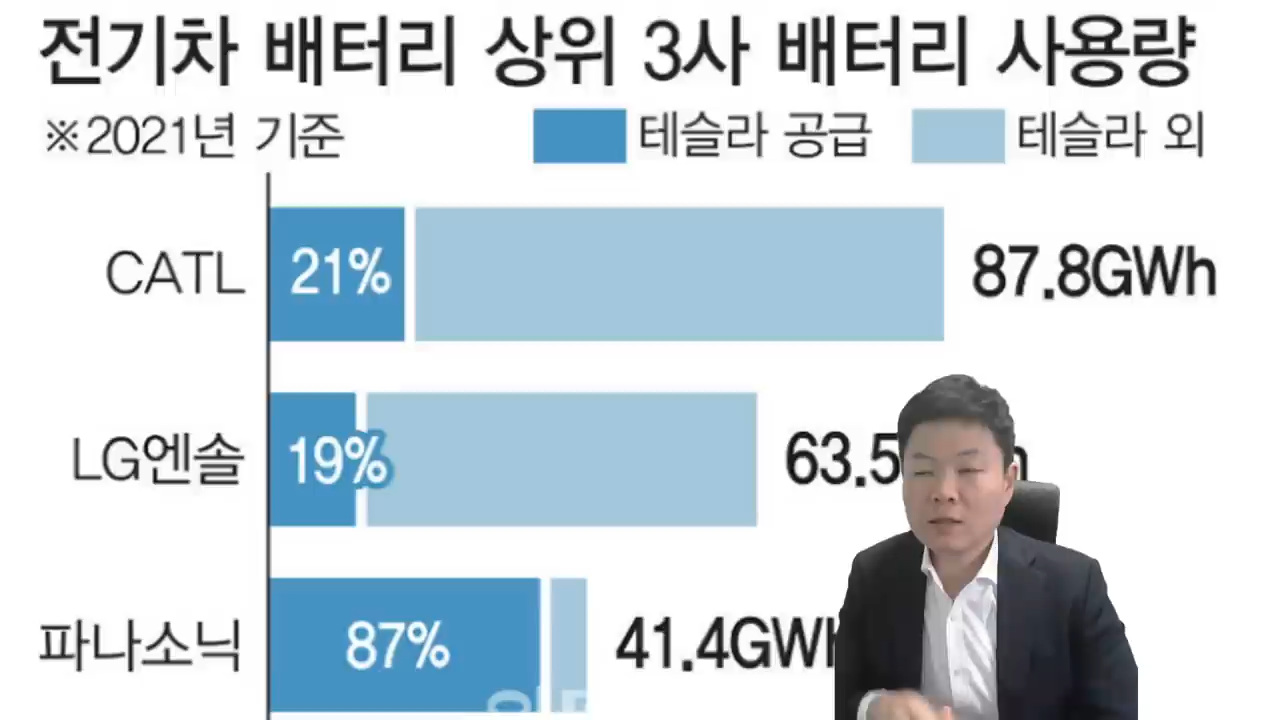 전기차 배터리 상위 3사 배터리 사용량
※2021년 기준 테슬라 공급 테슬라 외
CATL 21% 87.8GWh
LG엔솔 19%
파나소닉 87%